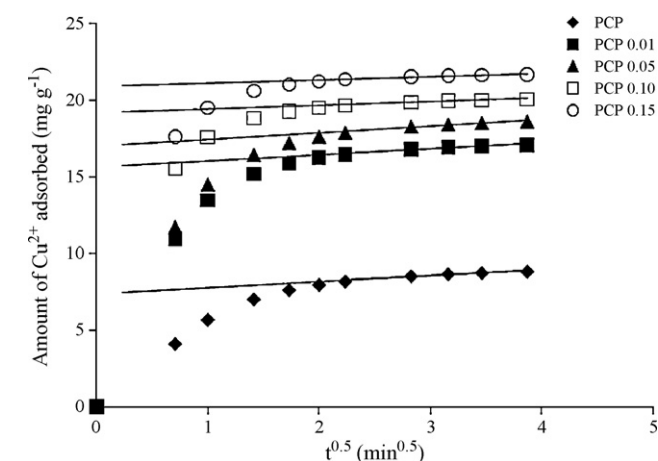 25
20
15
10
5
0
0
1
2
3
4
5
Amount of Cu²⁺ adsorbed (mg g⁻¹)
t⁰·⁵ (min⁰·⁵)
PCP
PCP 0.01
PCP 0.05
PCP 0.10
PCP 0.15